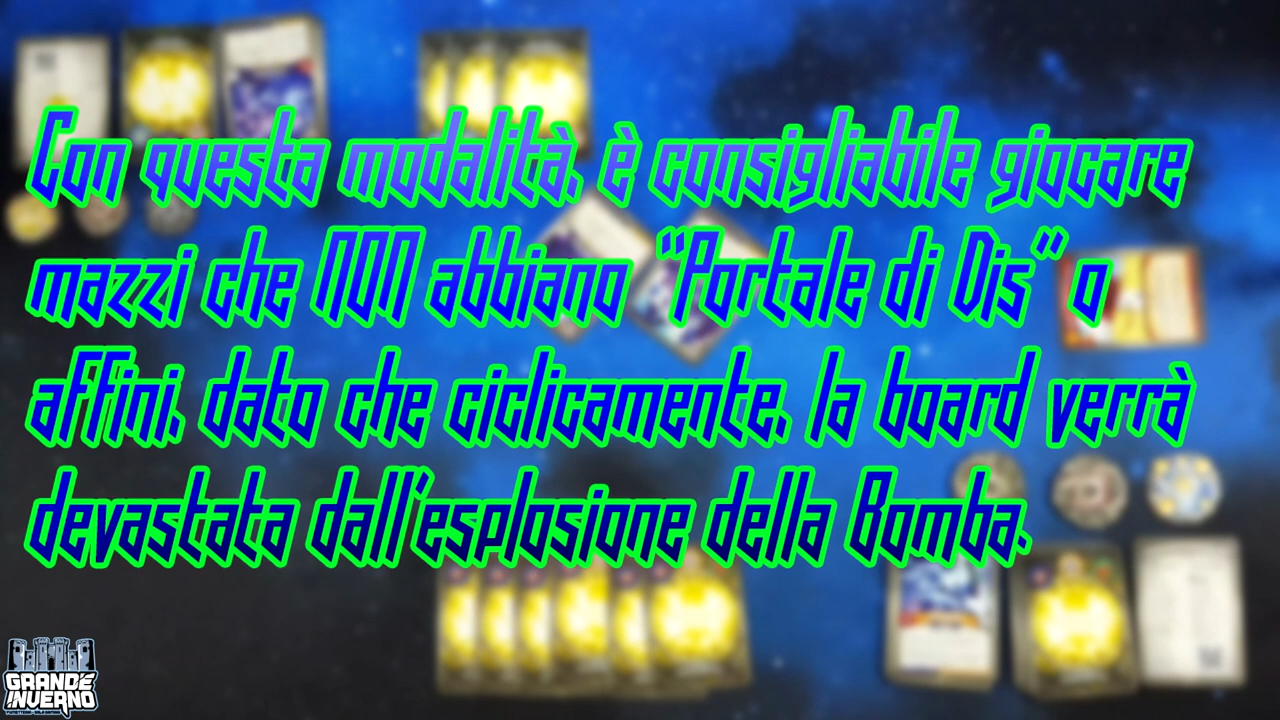 Con questa modalità, è consigliabile giocare
mazzi che NON abbiano "Portale di Dis" o
affini, dato che ciclicamente, la board verrà
devastata dall'esplosione della Bomba.
GRANDE
INVERNO